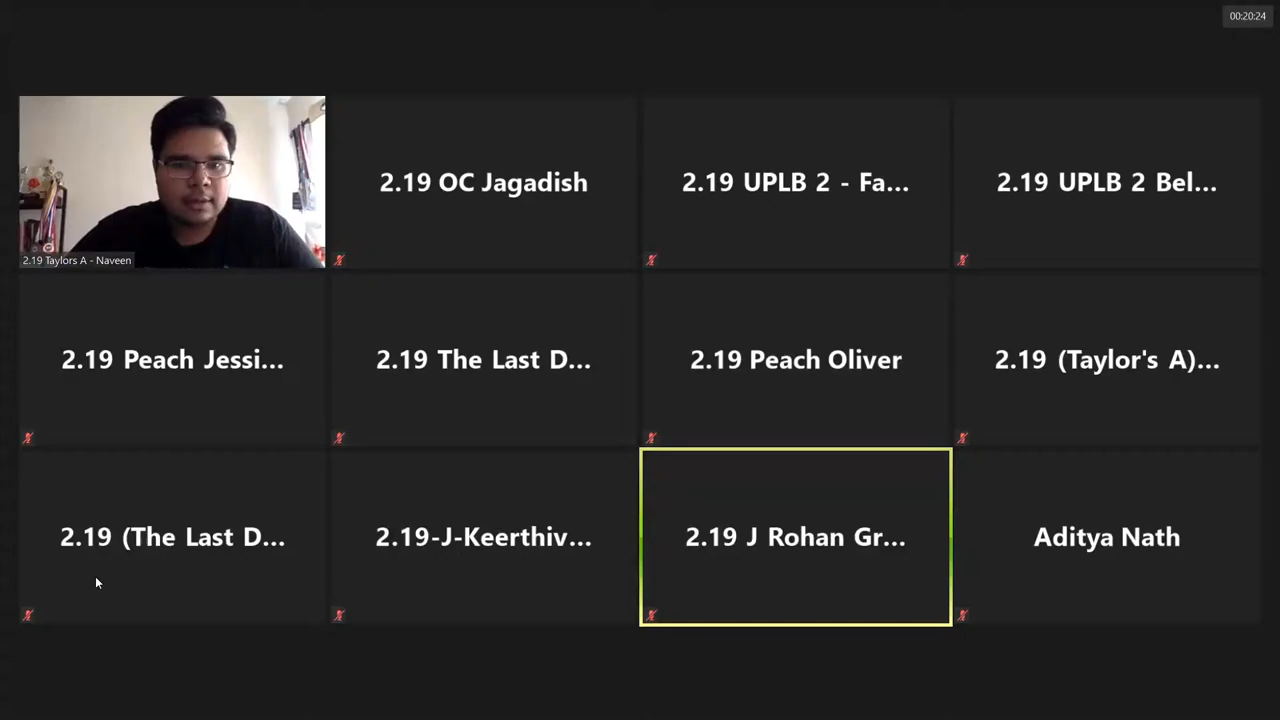 00:20:24
2.19 Taylors A - Naveen
2.19 OC Jagadish
2.19 UPLB 2 - Fa...
2.19 UPLB 2 Bel...
2.19 Peach Jessi...
2.19 The Last D...
2.19 Peach Oliver
2.19 (Taylor's A)...
2.19 (The Last D...
2.19-J-Keerthiv...
2.19 J Rohan Gr...
Aditya Nath